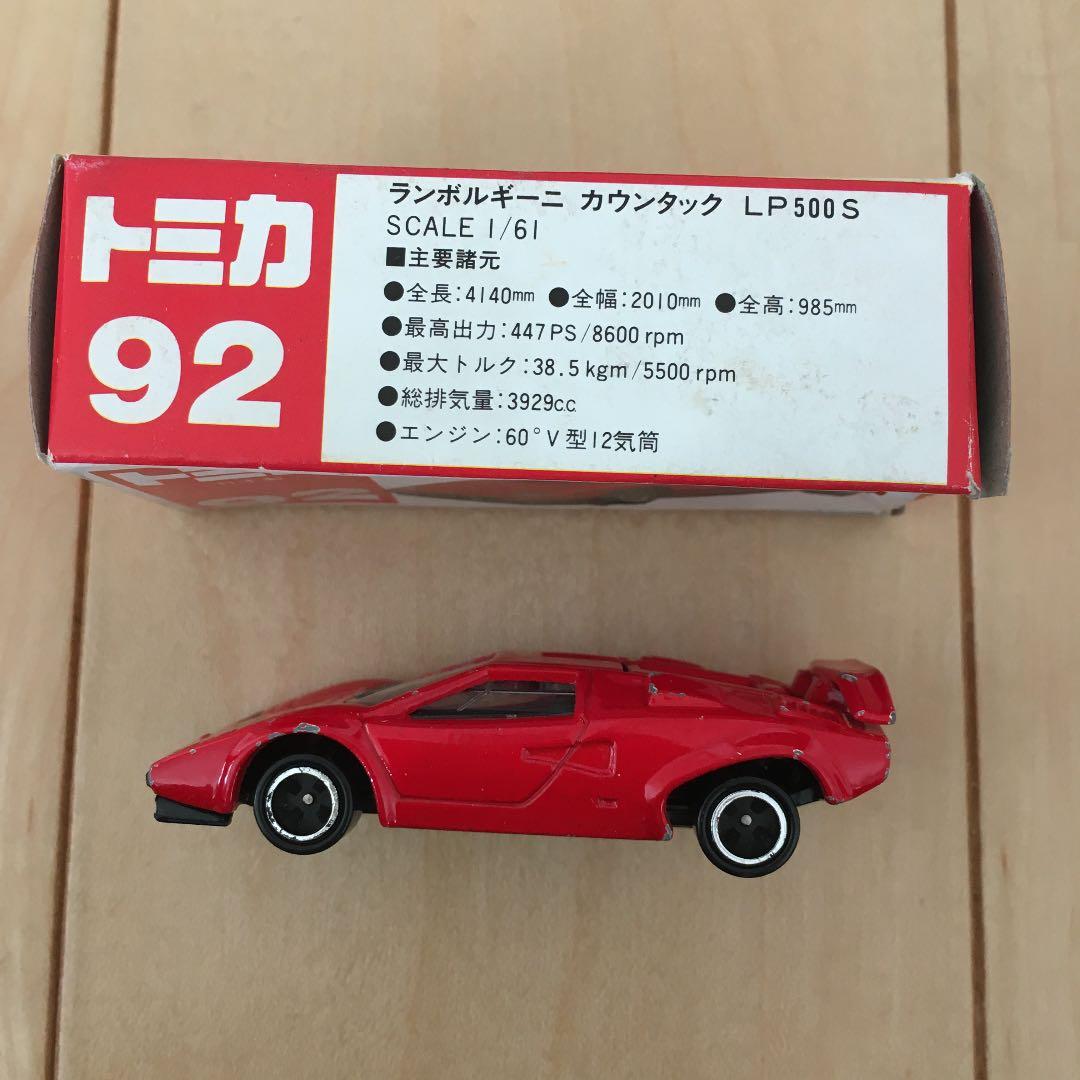 トミカ
92
ランボルギーニ カウンタック LP500S
SCALE 1/61
■主要諸元
●全長:4140mm ●全幅:2010mm ●全高:985mm
●最高出力:447PS/8600rpm
●最大トルク:38.5kgm/5500rpm
●総排気量:3929c.c.
●エンジン:60°V型12気筒